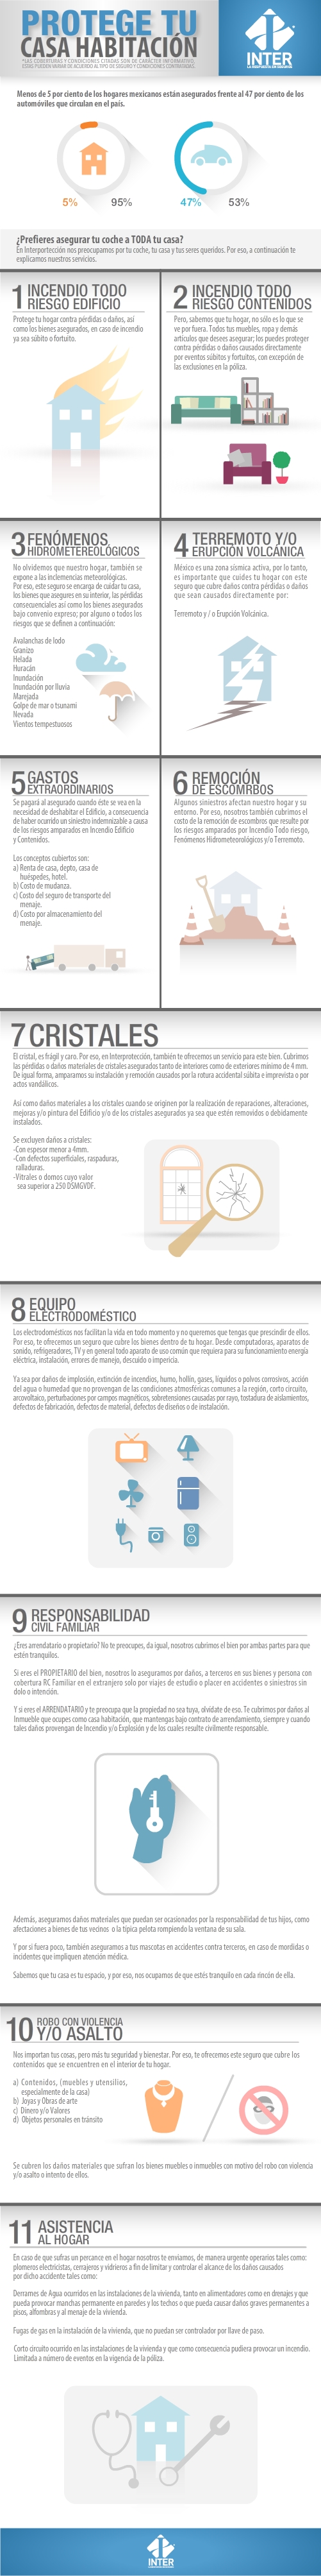 PROTEGE TU
CASA HABITACIÓN
*LAS COBERTURAS Y CONDICIONES CITADAS SON DE CARÁCTER INFORMATIVO,
ESTAS PUEDEN VARIAR DE ACUERDO AL TIPO DE SEGURO Y CONDICIONES CONTRATADAS.
INTER
Menos de 5 por ciento de los hogares mexicanos están asegurados frente al 47 por ciento de los
automóviles que circulan en el país.
5% 95% 47% 53%
¿Prefieres asegurar tu coche a TODA tu casa?
En Interportección nos preocupamos por tu coche, tu casa y tus seres queridos. Por eso, a continuación te
explicamos nuestros servicios.
1 INCENDIO TODO
RIESGO EDIFICIO
Protege tu hogar contra pérdidas o daños, así
como los bienes asegurados, en caso de incendio
ya sea súbito o fortuito.
2 INCENDIO TODO
RIESGO CONTENIDOS
Pero, sabemos que tu hogar, no sólo es lo que se
ve por fuera. Todos tus muebles, ropa y demás
artículos que desees asegurar; los puedes proteger
contra pérdidas o daños causados directamente
por eventos súbitos y fortuitos, con excepción de
las exclusiones en la póliza.
3 FENÓMENOS
HIDROMETEREOLÓGICOS
No olvidemos que nuestro hogar, también se
expone a las inclemencias meteorológicas.
Por eso, este seguro se encarga de cuidar tu casa,
los bienes que asegures en su interior, las pérdidas
consecuenciales así como los bienes asegurados
bajo convenio expreso; por alguno o todos los
riesgos que se definen a continuación:
Avalanchas de lodo
Granizo
Helada
Huracán
Inundación
Inundación por lluvia
Marejada
Golpe de mar o tsunami
Nevada
Vientos tempestuosos
4 TERREMOTO Y/O
ERUPCIÓN VOLCÁNICA
México es una zona sísmica activa, por lo tanto,
es importante que cuides tu hogar con este
seguro que cubre daños contra pérdidas o daños
que sean causados directamente por:
Terremoto y / o Erupción Volcánica.
5 GASTOS
EXTRAORDINARIOS
Se pagará al asegurado cuando éste se vea en la
necesidad de deshabitar el Edificio, a consecuencia
de haber ocurrido un siniestro indemnizable a causa
de los riesgos amparados en Incendio Edificio
y Contenidos.
Los conceptos cubiertos son:
a) Renta de casa, depto, casa de
huéspedes, hotel.
b) Costo de mudanza.
c) Costo del seguro de transporte del
menaje.
d) Costo por almacenamiento del
menaje.
6 REMOCIÓN
DE ESCOMRBOS
Algunos siniestros afectan nuestro hogar y su
entorno. Por eso, nosotros también cubrimos el
costo de la remoción de escombros que resulte por
los riesgos amparados por Incendio Todo riesgo,
Fenómenos Hidrometeorológicos y/o Terremoto.
7 CRISTALES
El cristal, es frágil y caro. Por eso, en Interprotección, también te ofrecemos un servicio para este bien. Cubrimos
las pérdidas o daños materiales de cristales asegurados tanto de interiores como de exteriores mínimo de 4 mm.
De igual forma, amparamos su instalación y remoción causados por la rotura accidental súbita e imprevista o por
actos vandálicos.
Así como daños materiales a los cristales cuando se originen por la realización de reparaciones, alteraciones,
mejoras y/o pintura del Edificio y/o de los cristales asegurados ya sea que estén removidos o debidamente
instalados.
Se excluyen daños a cristales:
-Con espesor menor a 4mm.
-Con defectos superficiales, raspaduras,
ralladuras.
-Vitrales o domos cuyo valor
sea superior a 250 DSMGVDF.
8 EQUIPO
ELECTRODOMÉSTICO
Los electrodomésticos nos facilitan la vida en todo momento y no queremos que tengas que prescindir de ellos.
Por eso, te ofrecemos un seguro que cubre los bienes dentro de tu hogar. Desde computadoras, aparatos de
sonido, refrigeradores, TV y en general todo aparato de uso común que requiera para su funcionamiento energía
eléctrica, instalación, errores de manejo, descuido o impericia.
Ya sea por daños de implosión, extinción de incendios, humo, hollín, gases, líquidos o polvos corrosivos, acción
del agua o humedad que no provengan de las condiciones atmosféricas comunes a la región, corto circuito,
arcovoltaico, perturbaciones por campos magnéticos, sobretensiones causadas por rayo, tostadura de aislamientos,
defectos de fabricación, defectos de material, defectos de diseños o de instalación.
9 RESPONSABILIDAD
CIVIL FAMILIAR
¿Eres arrendatario o propietario? No te preocupes, da igual, nosotros cubrimos el bien por ambas partes para que
estén tranquilos.
Si eres el PROPIETARIO del bien, nosotros lo aseguramos por daños, a terceros en sus bienes y persona con
cobertura RC Familiar en el extranjero solo por viajes de estudio o placer en accidentes o siniestros sin
dolo o intención.
Y si eres el ARRENDATARIO y te preocupa que la propiedad no sea tuya, olvídate de eso. Te cubrimos por daños al
Inmueble que ocupes como casa habitación, que mantengas bajo contrato de arrendamiento, siempre y cuando
tales daños provengan de Incendio y/o Explosión y de los cuales resulte civilmente responsable.
Además, aseguramos daños materiales que puedan ser ocasionados por la responsabilidad de tus hijos, como
afectaciones a bienes de tus vecinos o la típica pelota rompiendo la ventana de su sala.
Y por si fuera poco, también aseguramos a tus mascotas en accidentes contra terceros, en caso de mordidas o
incidentes que impliquen atención médica.
Sabemos que tu casa es tu espacio, y por eso, nos ocupamos de que estés tranquilo en cada rincón de ella.
10 ROBO CON VIOLENCIA
Y/O ASALTO
Nos importan tus cosas, pero más tu seguridad y bienestar. Por eso, te ofrecemos este seguro que cubre los
contenidos que se encuentren en el interior de tu hogar.
a) Contenidos, (muebles y utensilios,
especialmente de la casa)
b) Joyas y Obras de arte
c) Dinero y/o Valores
d) Objetos personales en tránsito
Se cubren los daños materiales que sufran los bienes muebles o inmuebles con motivo del robo con violencia
y/o asalto o intento de ellos.
11 ASISTENCIA
AL HOGAR
En caso de que sufras un percance en el hogar nosotros te enviamos, de manera urgente operarios tales como:
plomeros electricistas, cerrajeros y vidrieros a fin de limitar y controlar el alcance de los daños causados
por dicho accidente tales como:
Derrames de Agua ocurridos en las instalaciones de la vivienda, tanto en alimentadores como en drenajes y que
pueda provocar manchas permanente en paredes y los techos o que pueda causar daños graves permanentes a
pisos, alfombras y al menaje de la vivienda.
Fugas de gas en la instalación de la vivienda, que no puedan ser controlador por llave de paso.
Corto circuito ocurrido en las instalaciones de la vivienda y que como consecuencia pudiera provocar un incendio.
Limitada a número de eventos en la vigencia de la póliza.
INTER